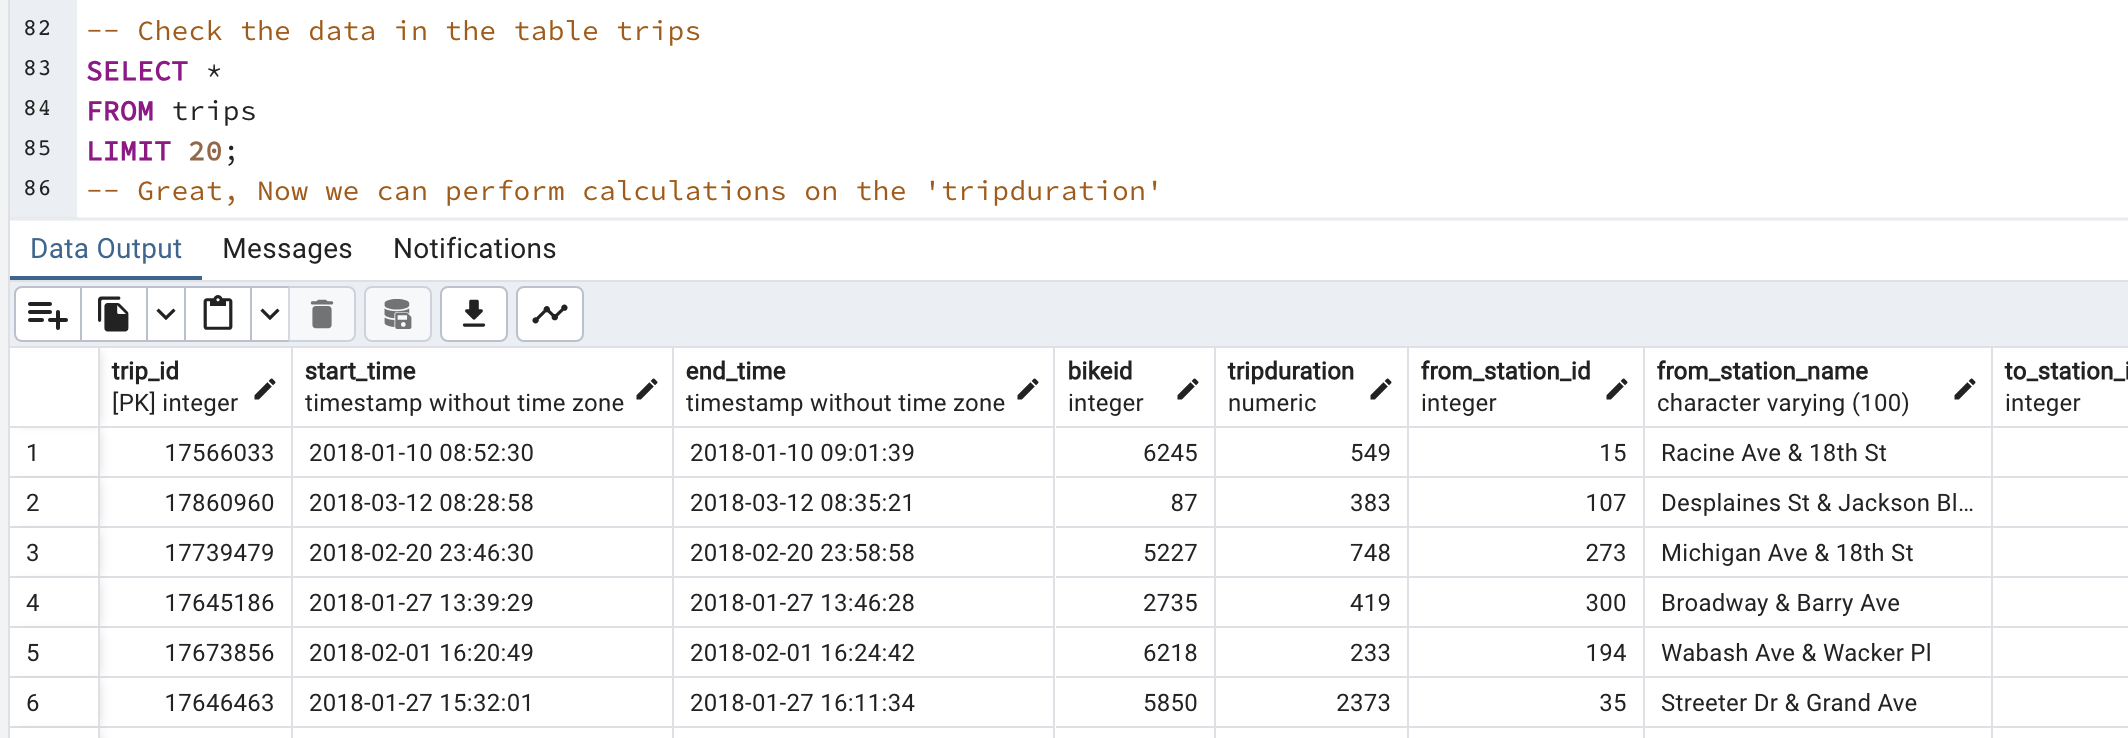 82 -- Check the data in the table trips
83 SELECT *
84 FROM trips
85 LIMIT 20;
86 -- Great, Now we can perform calculations on the 'tripduration'
Data Output Messages Notifications
trip_id start_time end_time bikeid tripduration from_station_id from_station_name to_station_i
[PK] integer timestamp without time zone timestamp without time zone integer numeric integer character varying (100) integer
1 17566033 2018-01-10 08:52:30 2018-01-10 09:01:39 6245 549 15 Racine Ave & 18th St
2 17860960 2018-03-12 08:28:58 2018-03-12 08:35:21 87 383 107 Desplaines St & Jackson Bl...
3 17739479 2018-02-20 23:46:30 2018-02-20 23:58:58 5227 748 273 Michigan Ave & 18th St
4 17645186 2018-01-27 13:39:29 2018-01-27 13:46:28 2735 419 300 Broadway & Barry Ave
5 17673856 2018-02-01 16:20:49 2018-02-01 16:24:42 6218 233 194 Wabash Ave & Wacker Pl
6 17646463 2018-01-27 15:32:01 2018-01-27 16:11:34 5850 2373 35 Streeter Dr & Grand Ave